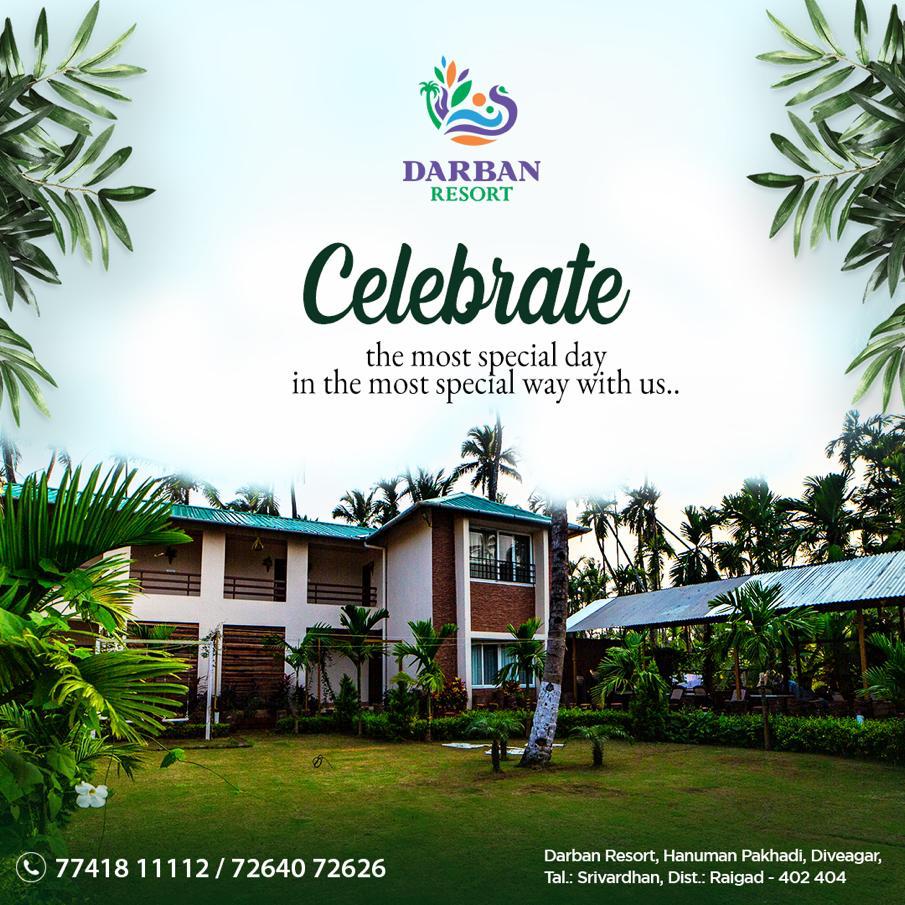 DARBAN
RESORT
Celebrate
the most special day
in the most special way with us..
77418 11112 / 72640 72626
Darban Resort, Hanuman Pakhadi, Diveagar,
Tal.: Srivardhan, Dist.: Raigad - 402 404